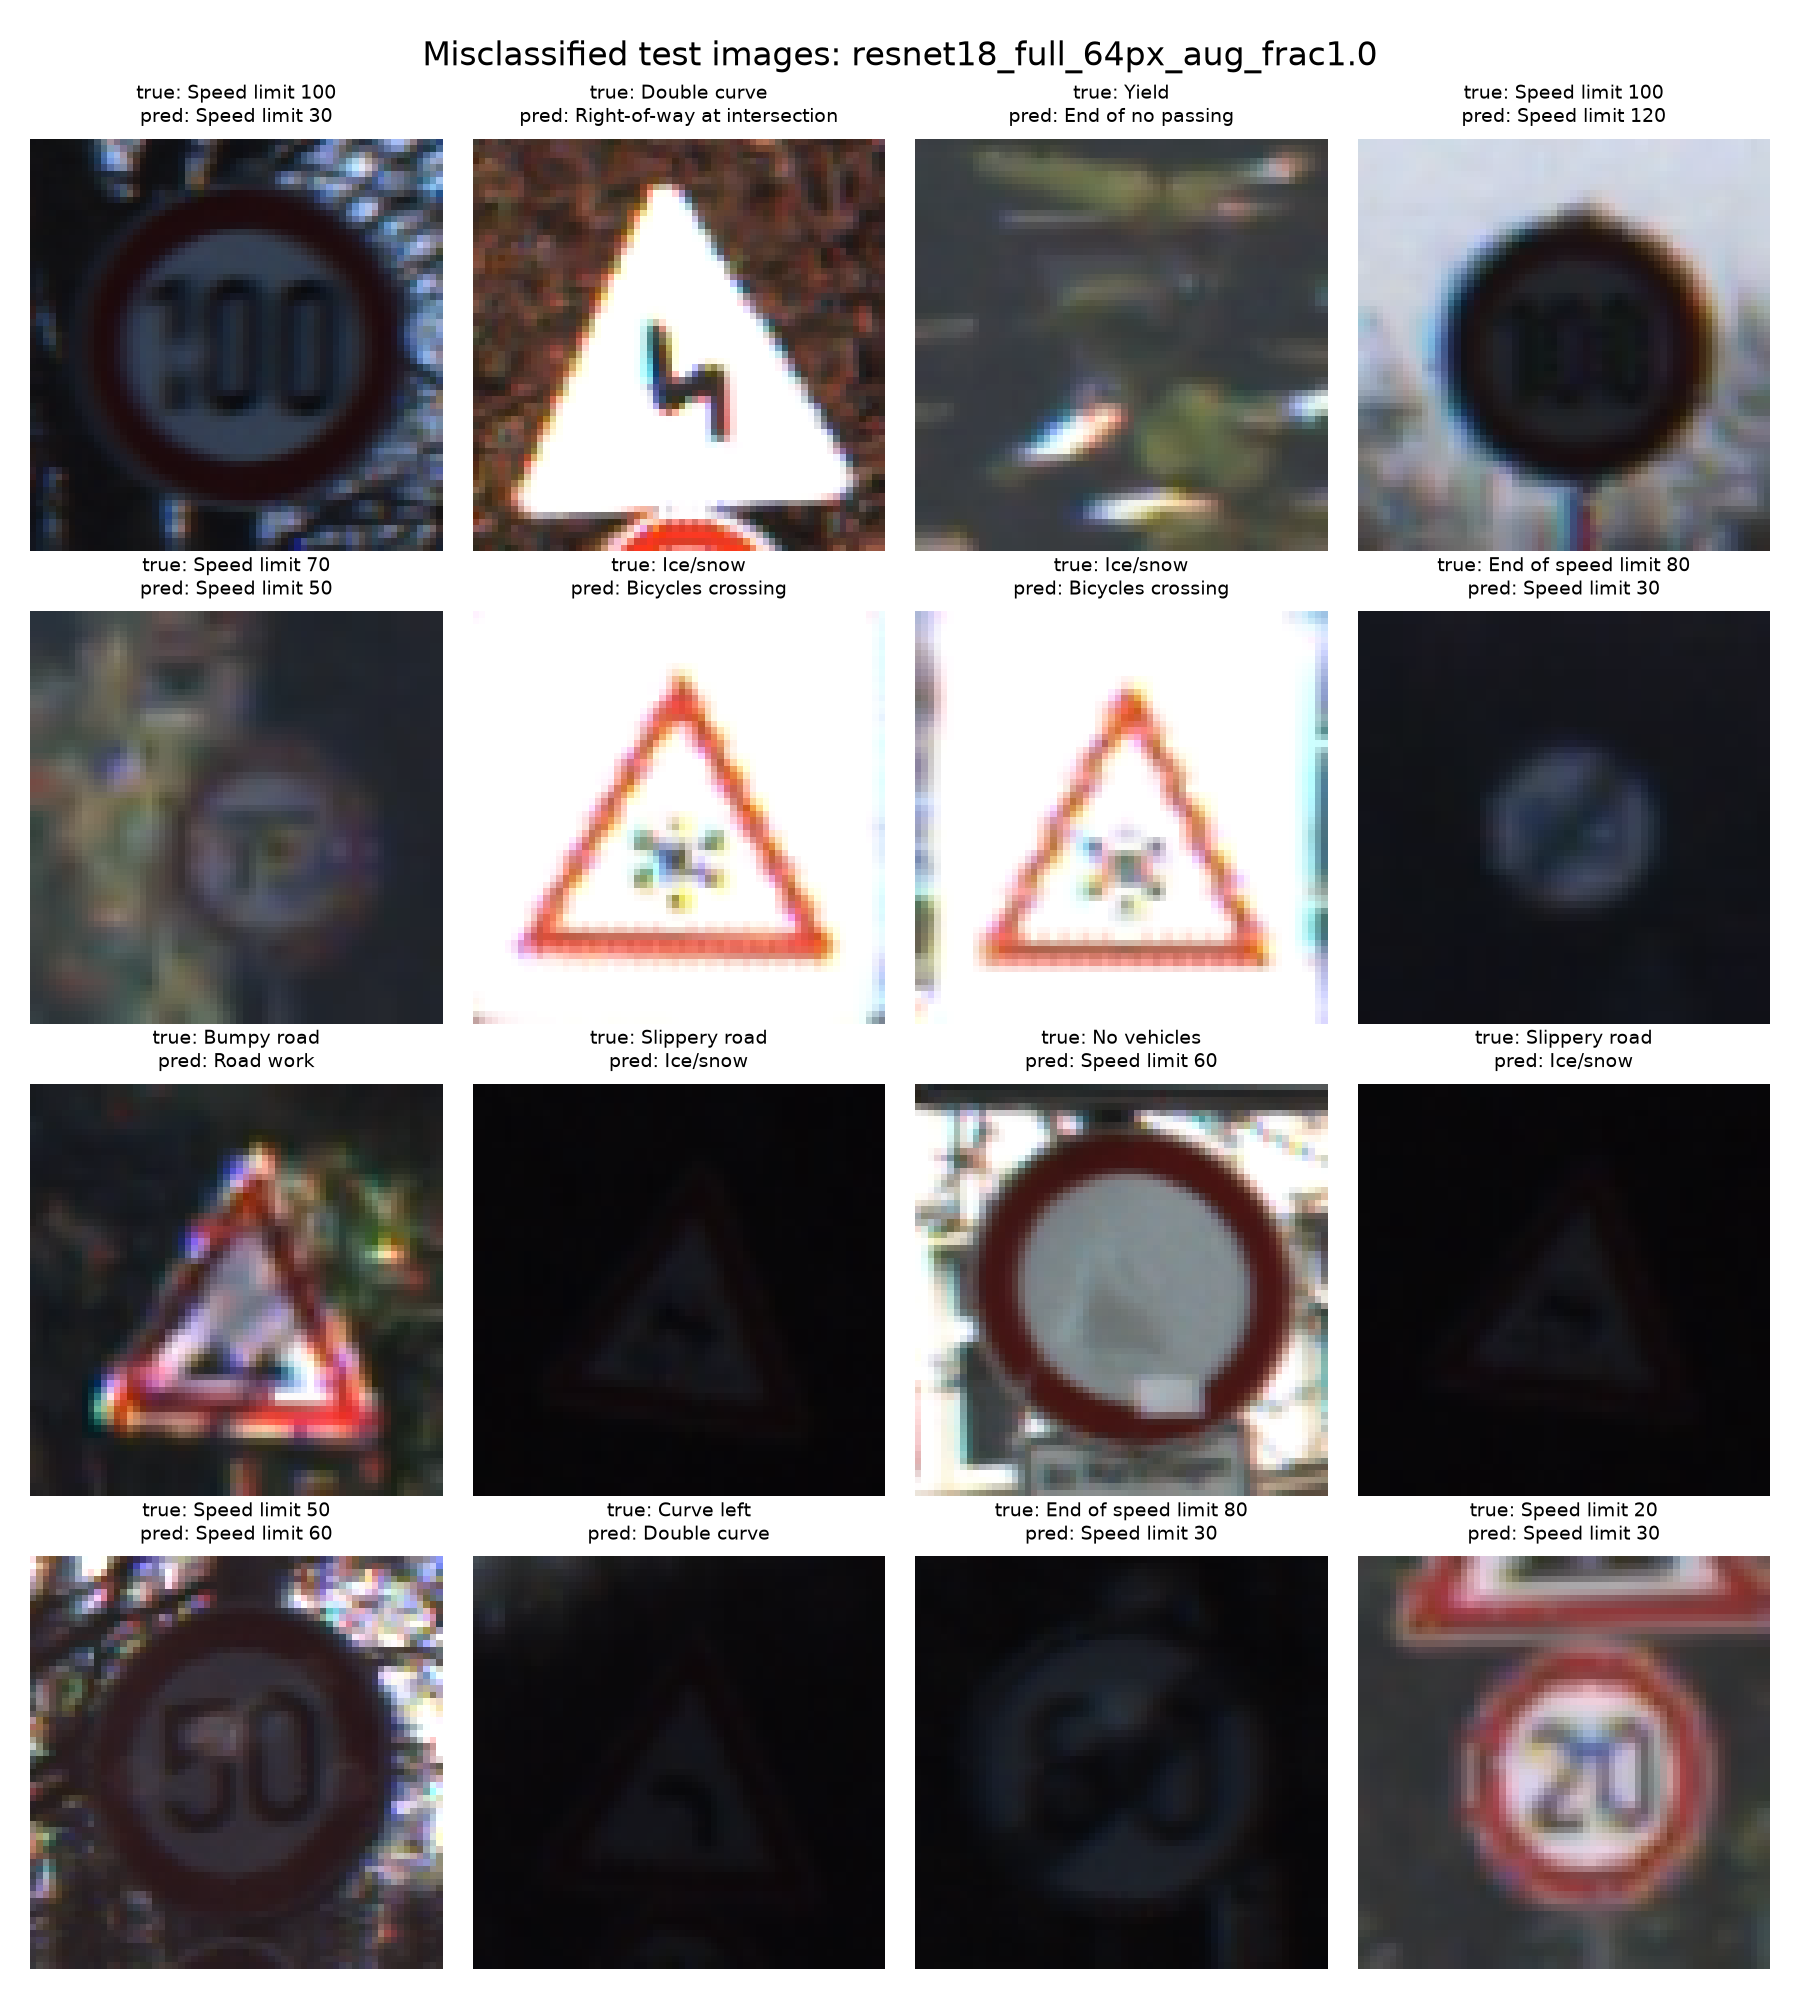 Misclassified test images: resnet18_full_64px_aug_frac1.0
true: Speed limit 100
pred: Speed limit 30
true: Double curve
pred: Right-of-way at intersection
true: Yield
pred: End of no passing
true: Speed limit 100
pred: Speed limit 120
100
100
true: Speed limit 70
pred: Speed limit 50
true: Ice/snow
pred: Bicycles crossing
true: Ice/snow
pred: Bicycles crossing
true: End of speed limit 80
pred: Speed limit 30
true: Bumpy road
pred: Road work
true: Slippery road
pred: Ice/snow
true: No vehicles
pred: Speed limit 60
true: Slippery road
pred: Ice/snow
true: Speed limit 50
pred: Speed limit 60
true: Curve left
pred: Double curve
true: End of speed limit 80
pred: Speed limit 30
true: Speed limit 20
pred: Speed limit 30
50
80
20